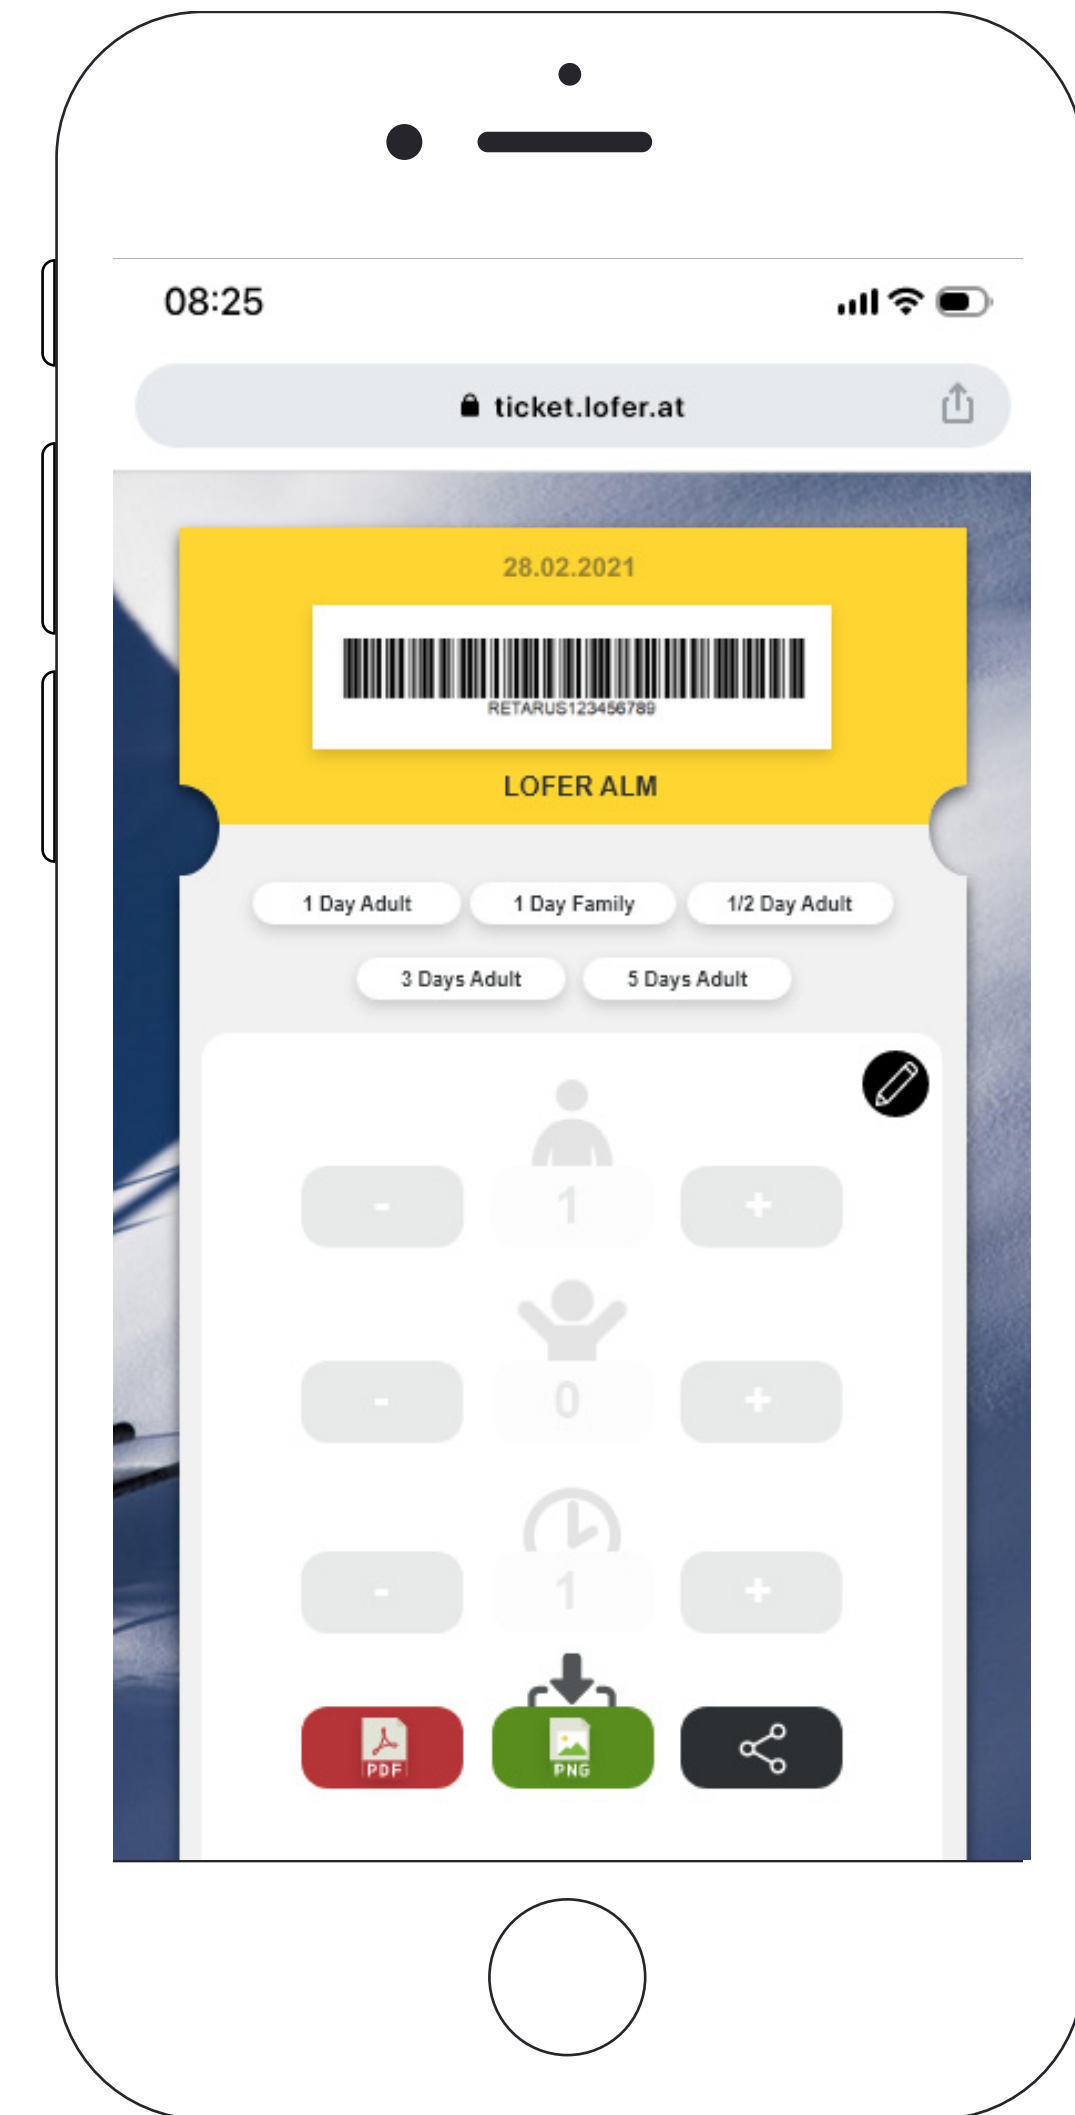 08:25
ticket.lofer.at
28.02.2021
RETARUS123456789
LOFER ALM
1 Day Adult 1 Day Family 1/2 Day Adult
3 Days Adult 5 Days Adult
- 1 +
- 0 +
- 1 +
PDF PNG